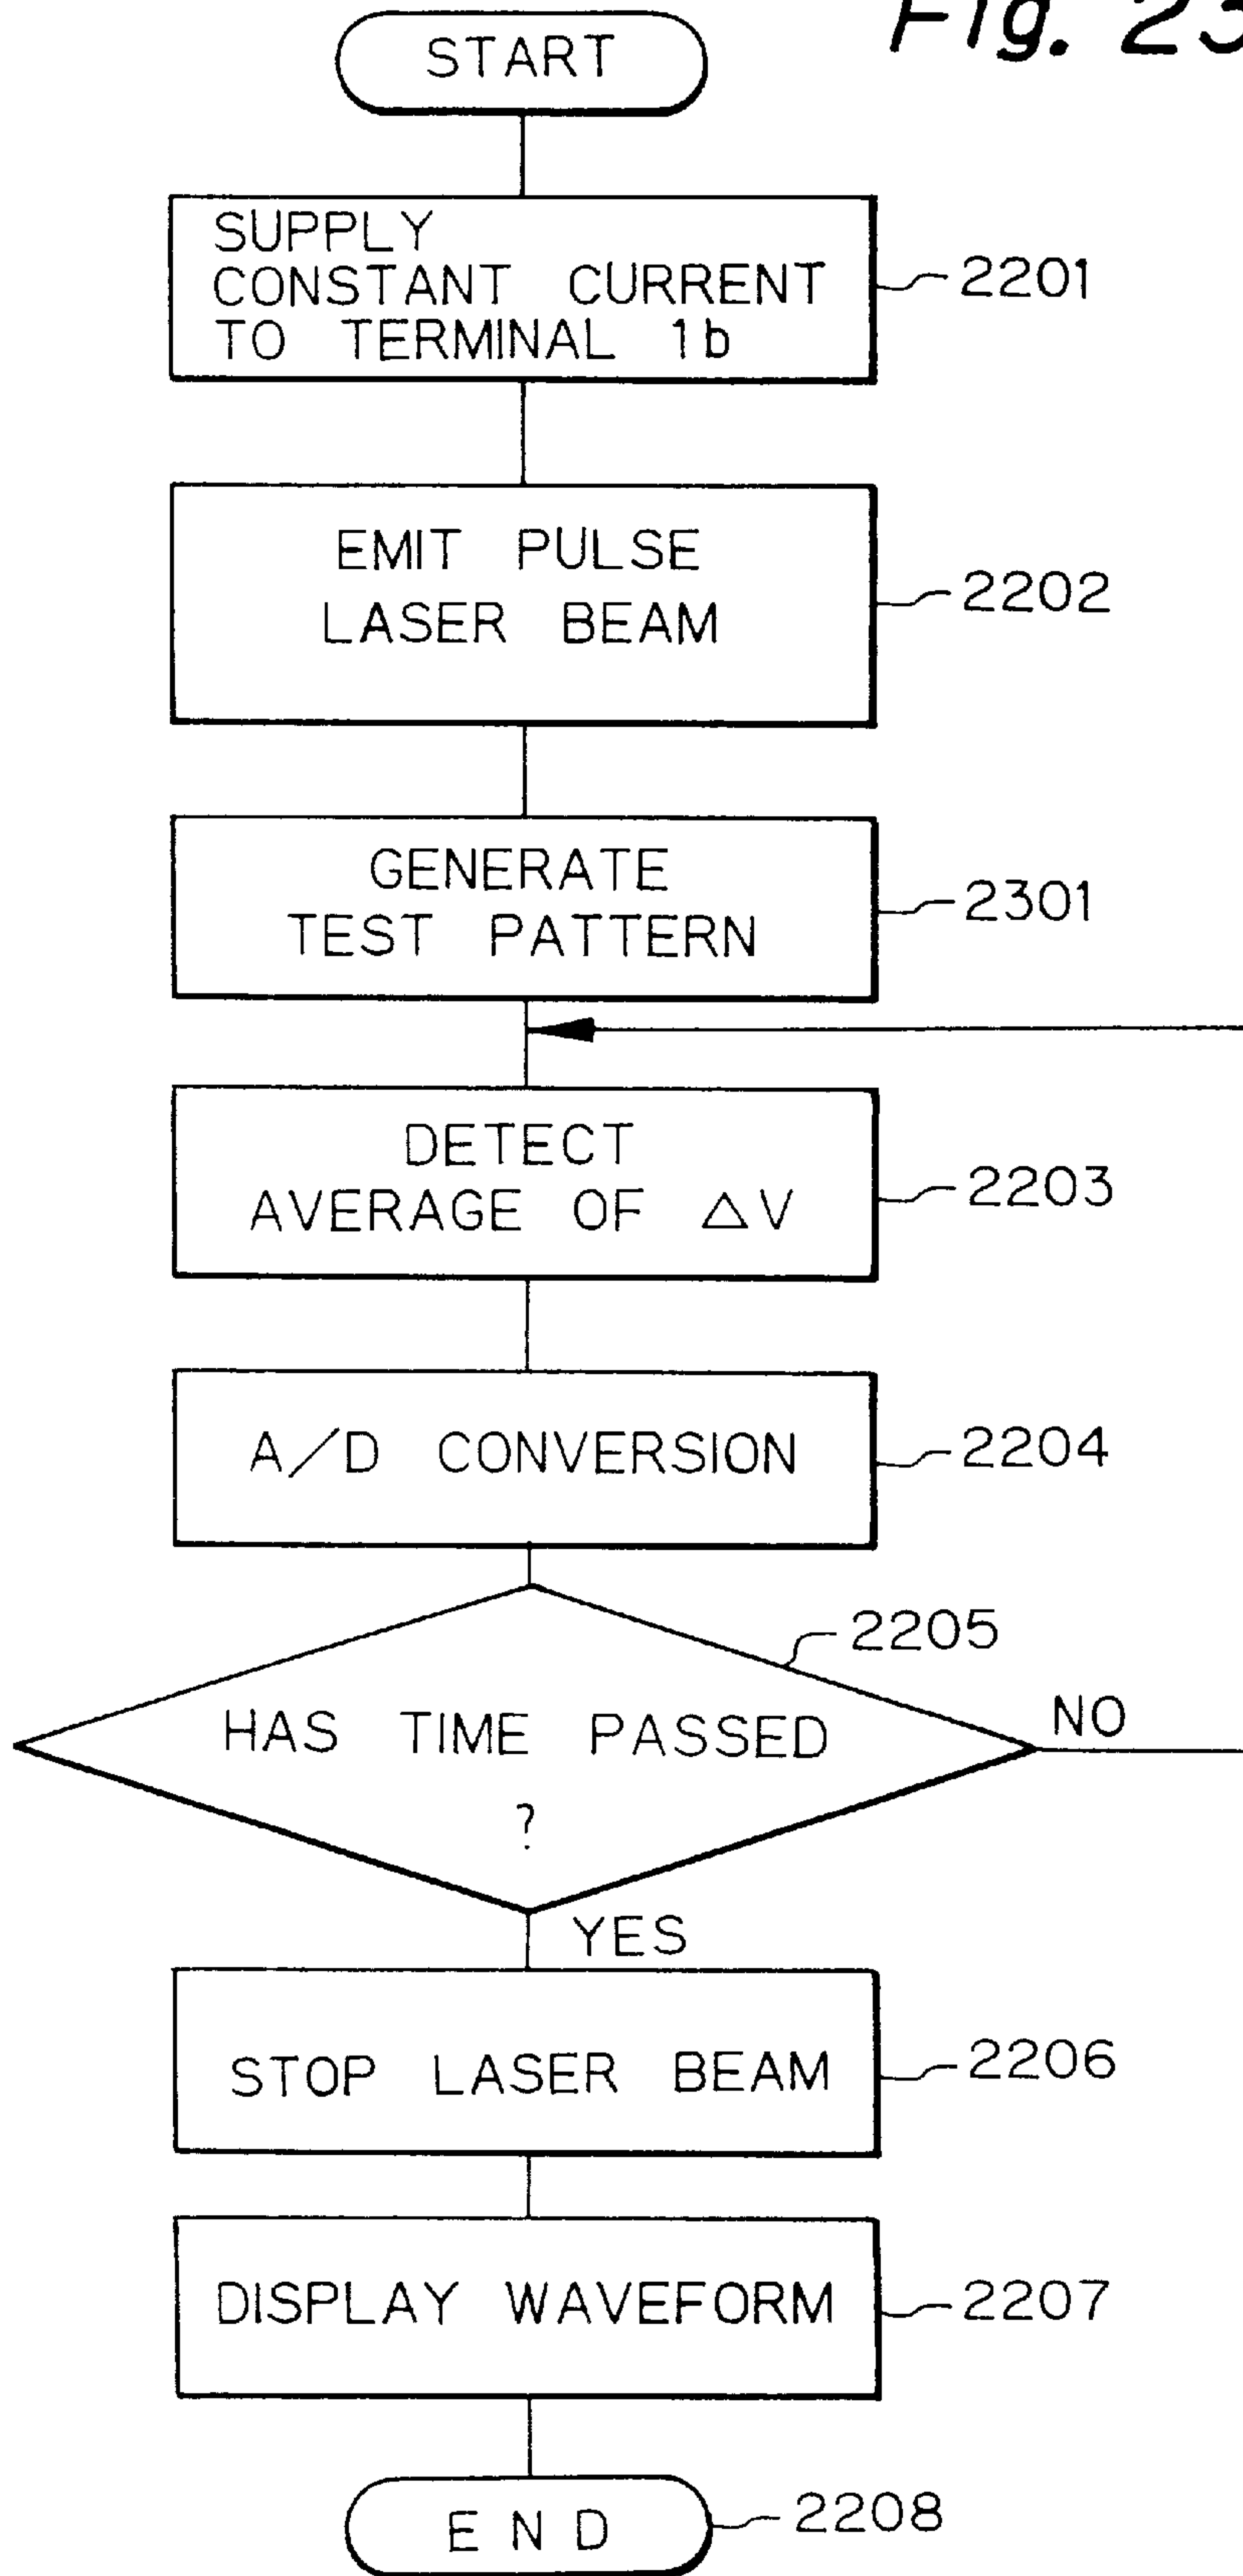 Fig. 23
START
SUPPLY
CONSTANT CURRENT
TO TERMINAL 1b
2201
EMIT PULSE
LASER BEAM
2202
GENERATE
TEST PATTERN
2301
DETECT
AVERAGE OF △V
2203
A/D CONVERSION
2204
2205
HAS TIME PASSED
?
NO
YES
STOP LASER BEAM
2206
DISPLAY WAVEFORM
2207
END
2208